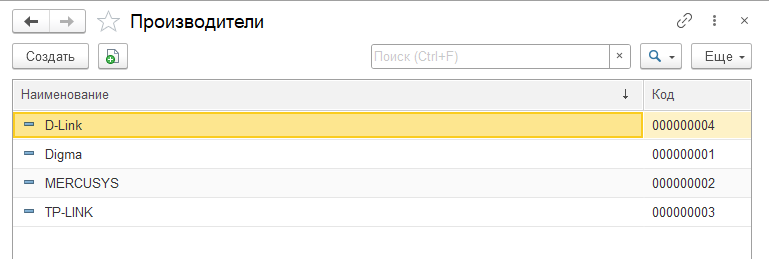 Производители
Создать
Поиск (Ctrl+F)
Еще
Наименование
Код
D-Link
000000004
Digma
000000001
MERCUSYS
000000002
TP-LINK
000000003